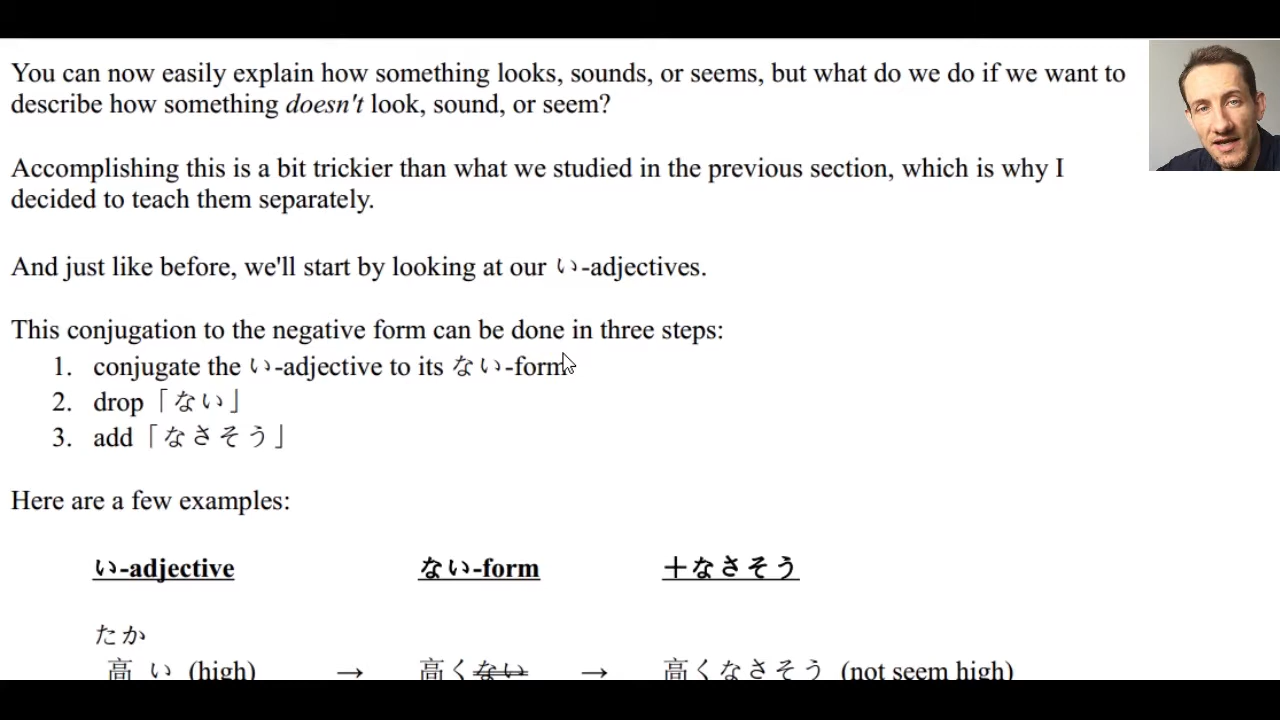 You can now easily explain how something looks, sounds, or seems, but what do we do if we want to
describe how something doesn't look, sound, or seem?
Accomplishing this is a bit trickier than what we studied in the previous section, which is why I
decided to teach them separately.
And just like before, we'll start by looking at our い-adjectives.
This conjugation to the negative form can be done in three steps:
1. conjugate the い-adjective to its ない-form
2. drop「ない」
3. add「なさそう」
Here are a few examples:
い-adjective ない-form ＋なさそう
たか
高い (high) → 高くない → 高くなさそう (not seem high)